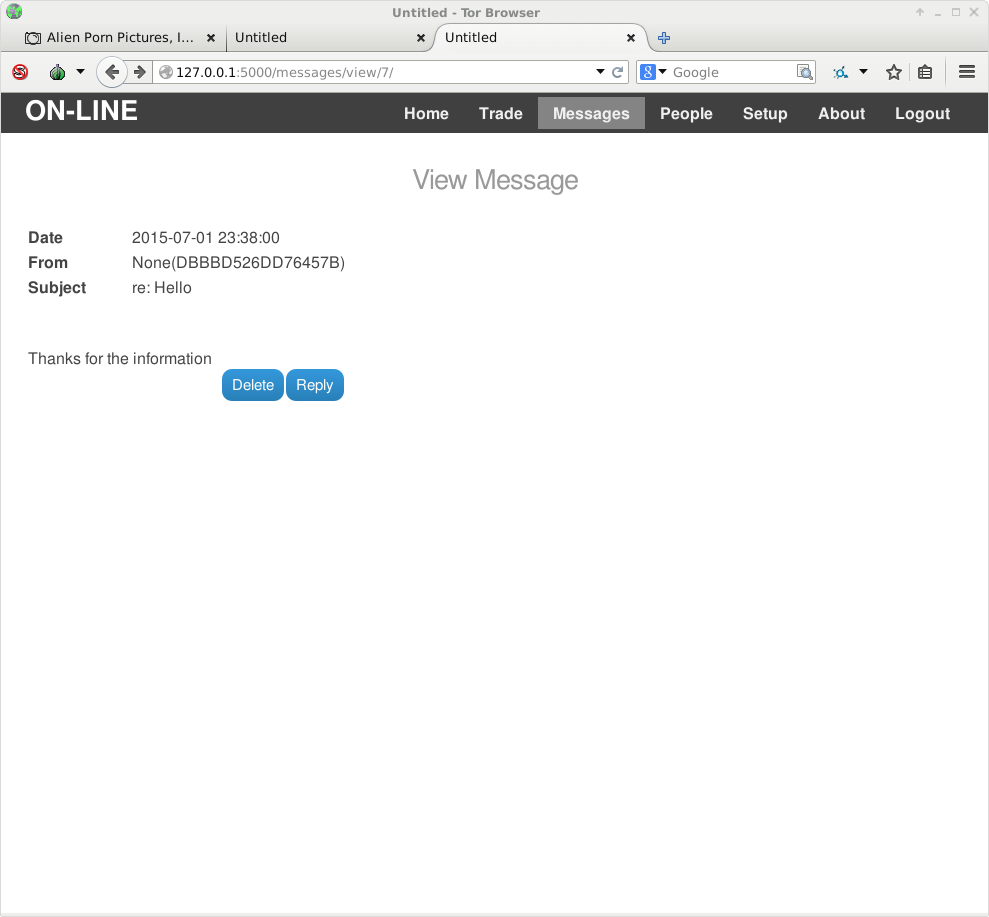 Untitled - Tor Browser
Alien Porn Pictures, I...
Untitled
Untitled
127.0.0.1:5000/messages/view/7/
8
Google
ON-LINE
Home Trade Messages People Setup About Logout
View Message
Date 2015-07-01 23:38:00
From None(DBBBD526DD76457B)
Subject re: Hello
Thanks for the information
Delete Reply